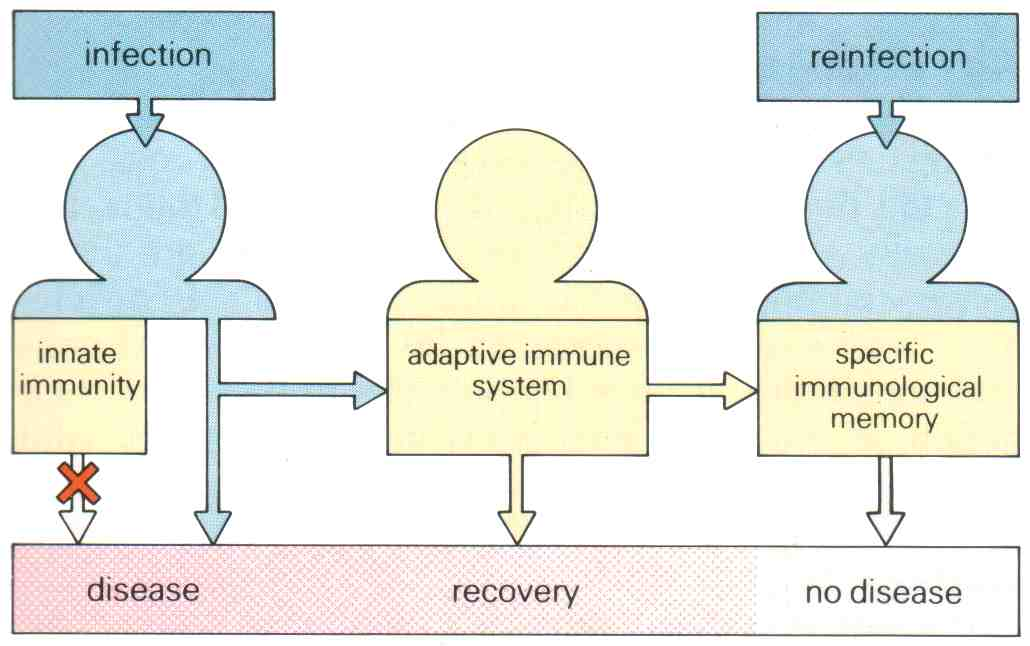 infection
reinfection
innate
immunity
adaptive immune
system
specific
immunological
memory
disease
recovery
no disease